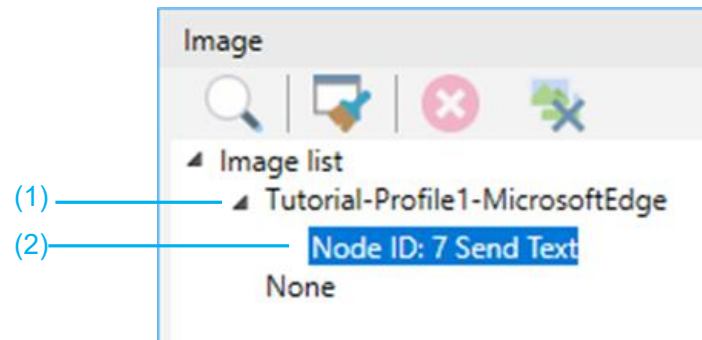 Image
Image list
(1) Tutorial-Profile1-MicrosoftEdge
(2) Node ID: 7 Send Text
None